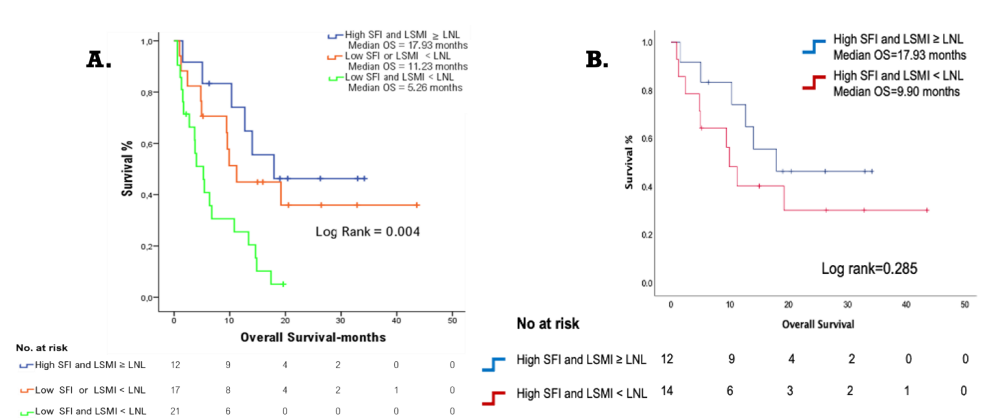 A.
High SFI and LSMI ≥ LNL
Median OS = 17.93 months
Low SFI or LSMI < LNL
Median OS = 11.23 months
Low SFI and LSMI < LNL
Median OS = 5.26 months
1,0
0,8
0,6
0,4
0,2
0,0
Survival %
Log Rank = 0.004
0 10 20 30 40 50
Overall Survival-months
No. at risk
High SFI and LSMI ≥ LNL 12 9 4 2 0 0
Low SFI or LSMI < LNL 17 8 4 2 1 0
Low SFI and LSMI < LNL 21 6 0 0 0 0
B.
High SFI and LSMI ≥ LNL
Median OS=17.93 months
High SFI and LSMI < LNL
Median OS=9.90 months
1.0
0.8
0.6
0.4
0.2
0.0
Survival %
Log rank=0.285
0 10 20 30 40 50
Overall Survival
No at risk
High SFI and LSMI ≥ LNL 12 9 4 2 0 0
High SFI and LSMI < LNL 14 6 3 2 1 0